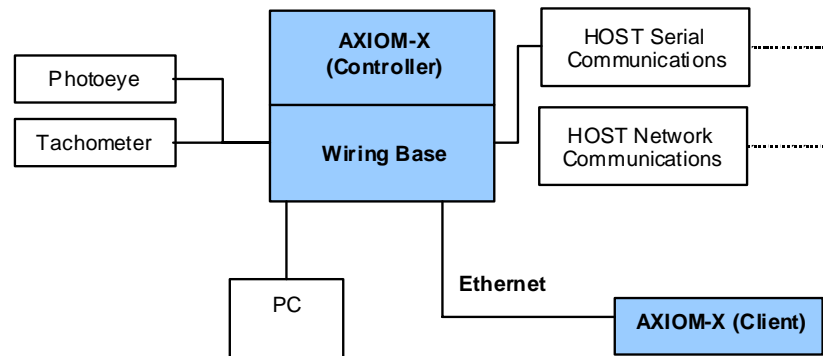 AXIOM-X
(Controller)
HOST Serial
Communications
Photoeye
Tachometer
Wiring Base
HOST Network
Communications
PC
Ethernet
AXIOM-X (Client)